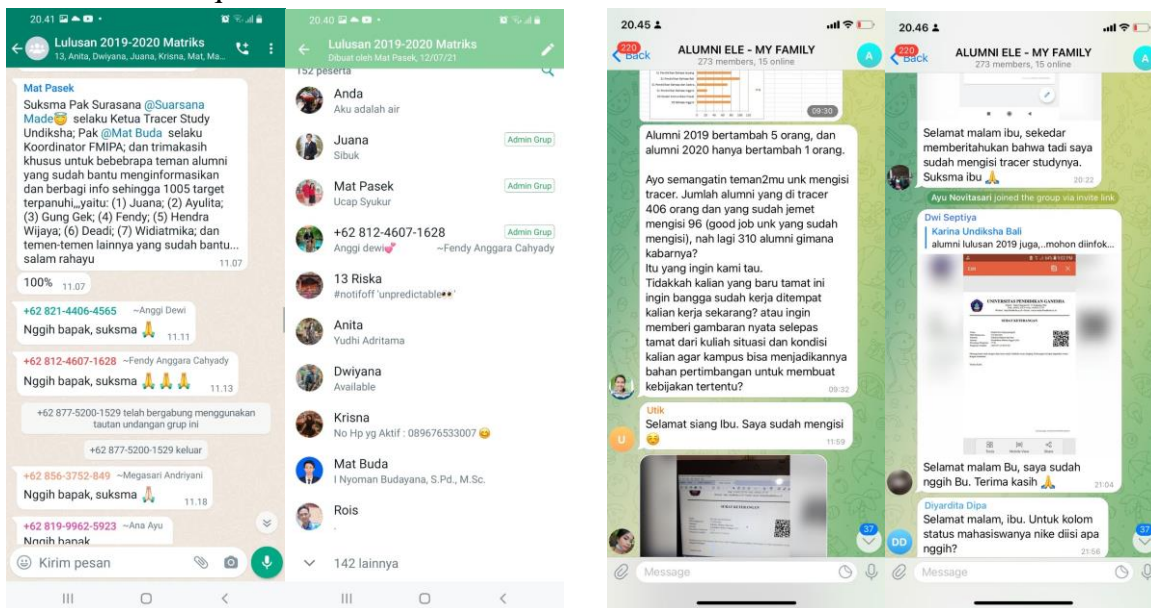 20.41
Lulusan 2019-2020 Matriks
13, Anita, Dwiyana, Juana, Krisna, Mat, Ma...
Mat Pasek
Suksma Pak Surasana @Suarsana
Made😇 selaku Ketua Tracer Study
Undiksha; Pak @Mat Buda selaku
Koordinator FMIPA; dan trimakasih
khusus untuk bebebrapa teman alumni
yang sudah bantu menginformasikan
dan berbagi info sehingga 1005 target
terpanuhi,,,yaitu: (1) Juana; (2) Ayulita;
(3) Gung Gek; (4) Fendy; (5) Hendra
Wijaya; (6) Deadi; (7) Widiatmika; dan
temen-temen lainnya yang sudah bantu...
salam rahayu
11.07
100% 11.07
+62 821-4406-4565 ~Anggi Dewi
Nggih bapak, suksma 🙏
11.11
+62 812-4607-1628 ~Fendy Anggara Cahyady
Nggih bapak, suksma 🙏🙏🙏
11.13
+62 877-5200-1529 telah bergabung menggunakan
tautan undangan grup ini
+62 877-5200-1529 keluar
+62 856-3752-849 ~Megasari Andriyani
Nggih bapak, suksma 🙏
11.18
+62 819-9962-5923 ~Ana Ayu
Nggih bapak
Kirim pesan
20.40
Lulusan 2019-2020 Matriks
Dibuat oleh Mat Pasek, 12/07/21
152 peserta
Anda
Aku adalah air
Juana
Admin Grup
Sibuk
Mat Pasek
Admin Grup
Ucap Syukur
+62 812-4607-1628
Admin Grup
Anggi dewi💕 ~Fendy Anggara Cahyady
13 Riska
#notifoff 'unpredictable👀'
Anita
Yudhi Adritama
Dwiyana
Available
Krisna
No Hp yg Aktif : 089676533007 😊
Mat Buda
I Nyoman Budayana, S.Pd., M.Sc.
Rois
.
142 lainnya
20.45
220
Back
ALUMNI ELE - MY FAMILY
273 members, 15 online
A
09:30
Alumni 2019 bertambah 5 orang, dan
alumni 2020 hanya bertambah 1 orang.
Ayo semangatin teman2mu unk mengisi
tracer. Jumlah alumni yang di tracer
406 orang dan yang sudah jemet
mengisi 96 (good job unk yang sudah
mengisi), nah lagi 310 alumni gimana
kabarnya?
Itu yang ingin kami tau.
Tidakkah kalian yang baru tamat ini
ingin bangga sudah kerja ditempat
kalian kerja sekarang? atau ingin
memberi gambaran nyata selepas
tamat dari kuliah situasi dan kondisi
kalian agar kampus bisa menjadikannya
bahan pertimbangan untuk membuat
kebijakan tertentu?
09:32
Utik
Selamat siang Ibu. Saya sudah mengisi
😊
11:59
U
37
Message
20.46
220
Back
ALUMNI ELE - MY FAMILY
273 members, 15 online
A
Selamat malam ibu, sekedar
memberitahukan bahwa tadi saya
sudah mengisi tracer studynya.
Suksma ibu 🙏
20:22
Ayu Novitasari joined the group via invite link
Dwi Septiya
Karina Undiksha Bali
alumni lulusan 2019 juga,..mohon diinfok...
Edit
UNIVERSITAS PENDIDIKAN GANESHA
Selamat malam Bu, saya sudah
nggih Bu. Terima kasih 🙏
21:04
Diyardita Dipa
Selamat malam, ibu. Untuk kolom
status mahasiswanya nike diisi apa
nggih?
21:56
DD
37
Message